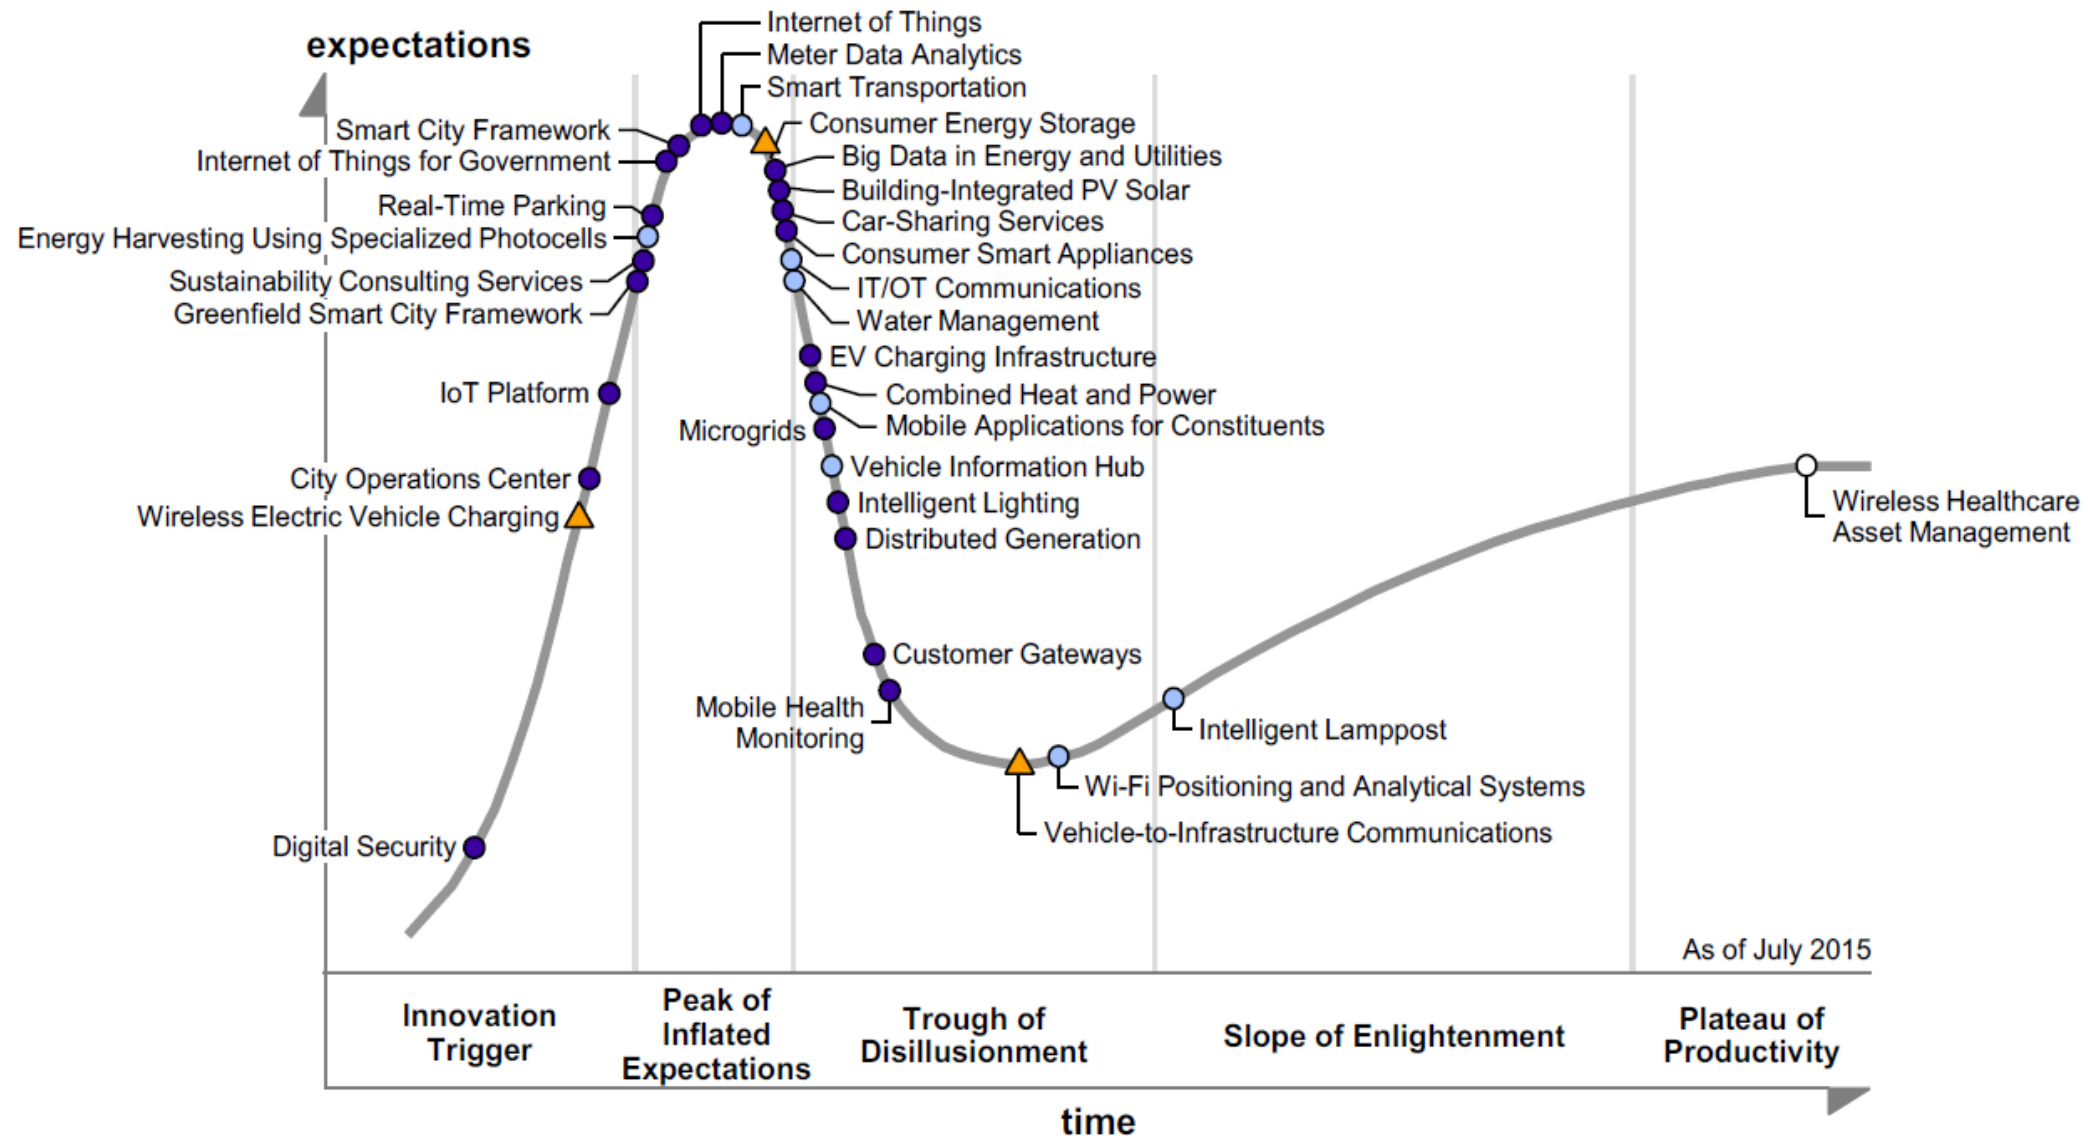 expectations
Internet of Things
Meter Data Analytics
Smart Transportation
Consumer Energy Storage
Big Data in Energy and Utilities
Building-Integrated PV Solar
Car-Sharing Services
Consumer Smart Appliances
IT/OT Communications
Water Management
Smart City Framework
Internet of Things for Government
Real-Time Parking
Energy Harvesting Using Specialized Photocells
Sustainability Consulting Services
Greenfield Smart City Framework
IoT Platform
City Operations Center
Wireless Electric Vehicle Charging
Digital Security
EV Charging Infrastructure
Combined Heat and Power
Mobile Applications for Constituents
Microgrids
Vehicle Information Hub
Intelligent Lighting
Distributed Generation
Customer Gateways
Mobile Health
Monitoring
Intelligent Lamppost
Wi-Fi Positioning and Analytical Systems
Vehicle-to-Infrastructure Communications
Wireless Healthcare
Asset Management
As of July 2015
Innovation
Trigger
Peak of
Inflated
Expectations
Trough of
Disillusionment
Slope of Enlightenment
Plateau of
Productivity
time